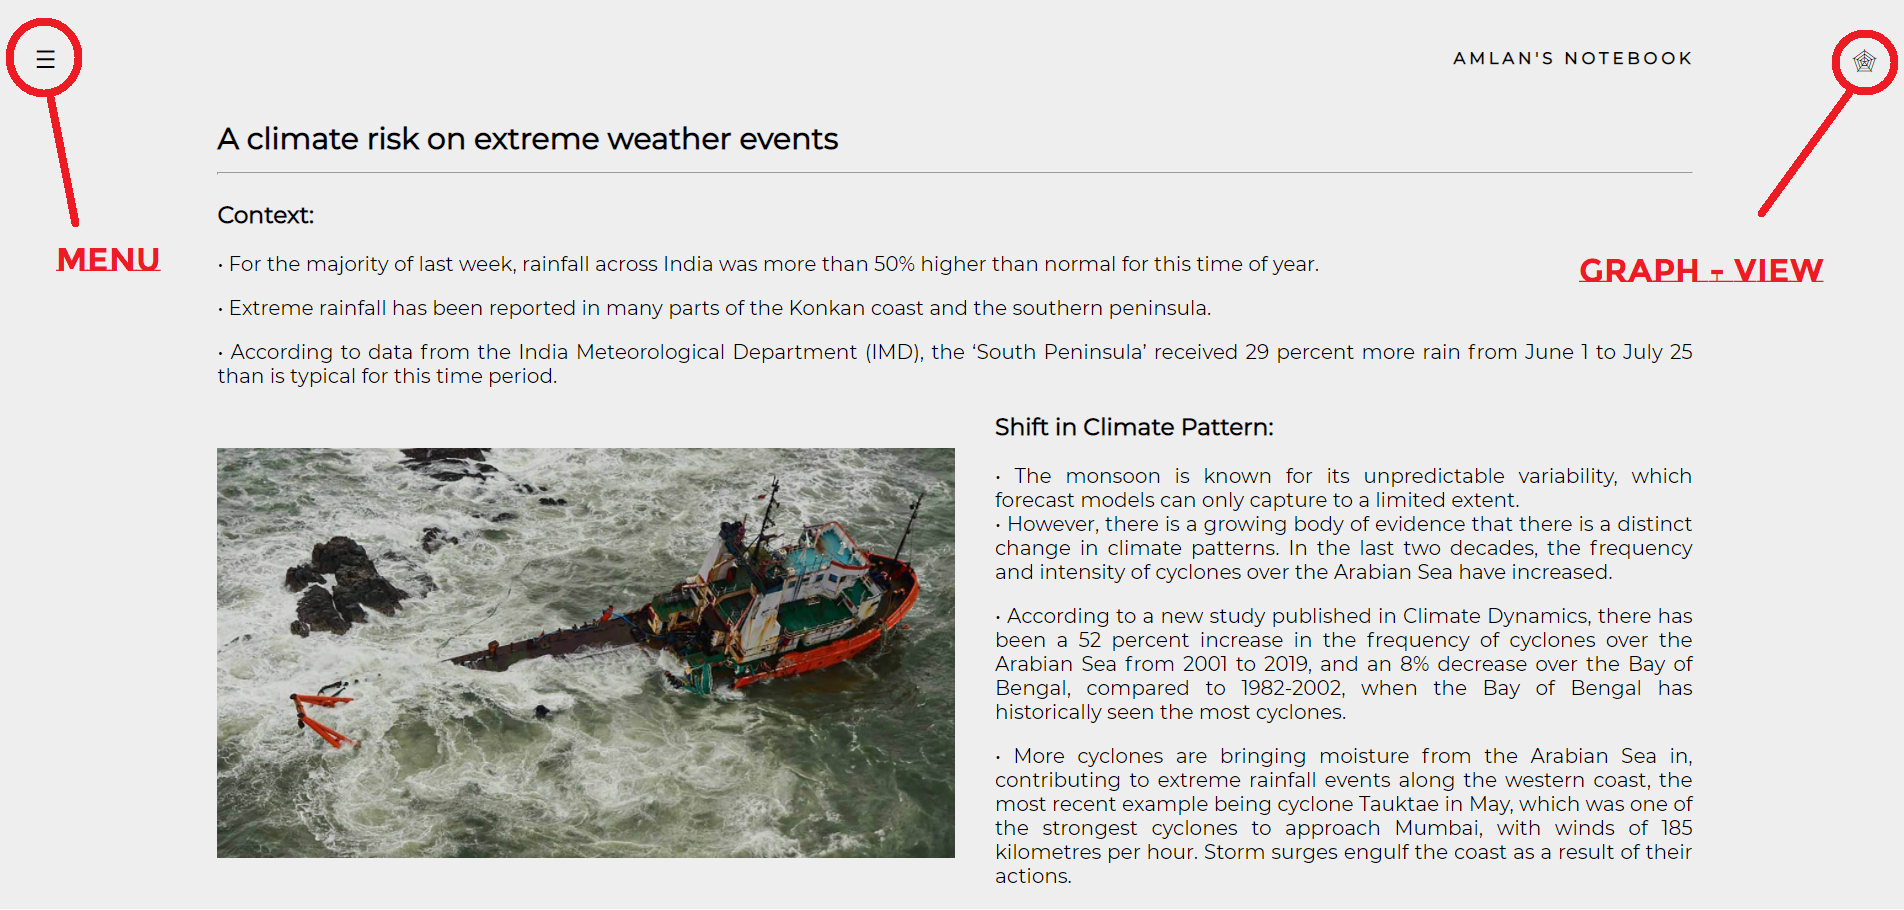 ☰
AMLAN'S NOTEBOOK
A climate risk on extreme weather events
Context:
MENU
GRAPH - VIEW
• For the majority of last week, rainfall across India was more than 50% higher than normal for this time of year.
• Extreme rainfall has been reported in many parts of the Konkan coast and the southern peninsula.
• According to data from the India Meteorological Department (IMD), the ‘South Peninsula’ received 29 percent more rain from June 1 to July 25
than is typical for this time period.
Shift in Climate Pattern:
• The monsoon is known for its unpredictable variability, which
forecast models can only capture to a limited extent.
• However, there is a growing body of evidence that there is a distinct
change in climate patterns. In the last two decades, the frequency
and intensity of cyclones over the Arabian Sea have increased.
• According to a new study published in Climate Dynamics, there has
been a 52 percent increase in the frequency of cyclones over the
Arabian Sea from 2001 to 2019, and an 8% decrease over the Bay of
Bengal, compared to 1982-2002, when the Bay of Bengal has
historically seen the most cyclones.
• More cyclones are bringing moisture from the Arabian Sea in,
contributing to extreme rainfall events along the western coast, the
most recent example being cyclone Tauktae in May, which was one of
the strongest cyclones to approach Mumbai, with winds of 185
kilometres per hour. Storm surges engulf the coast as a result of their
actions.